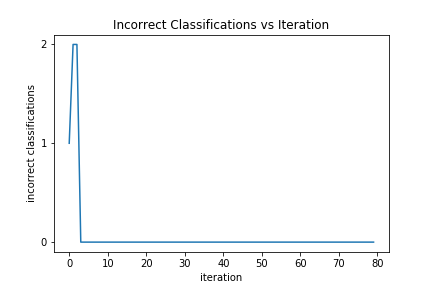 Incorrect Classifications vs Iteration
2
1
0
incorrect classifications
0 10 20 30 40 50 60 70 80
iteration